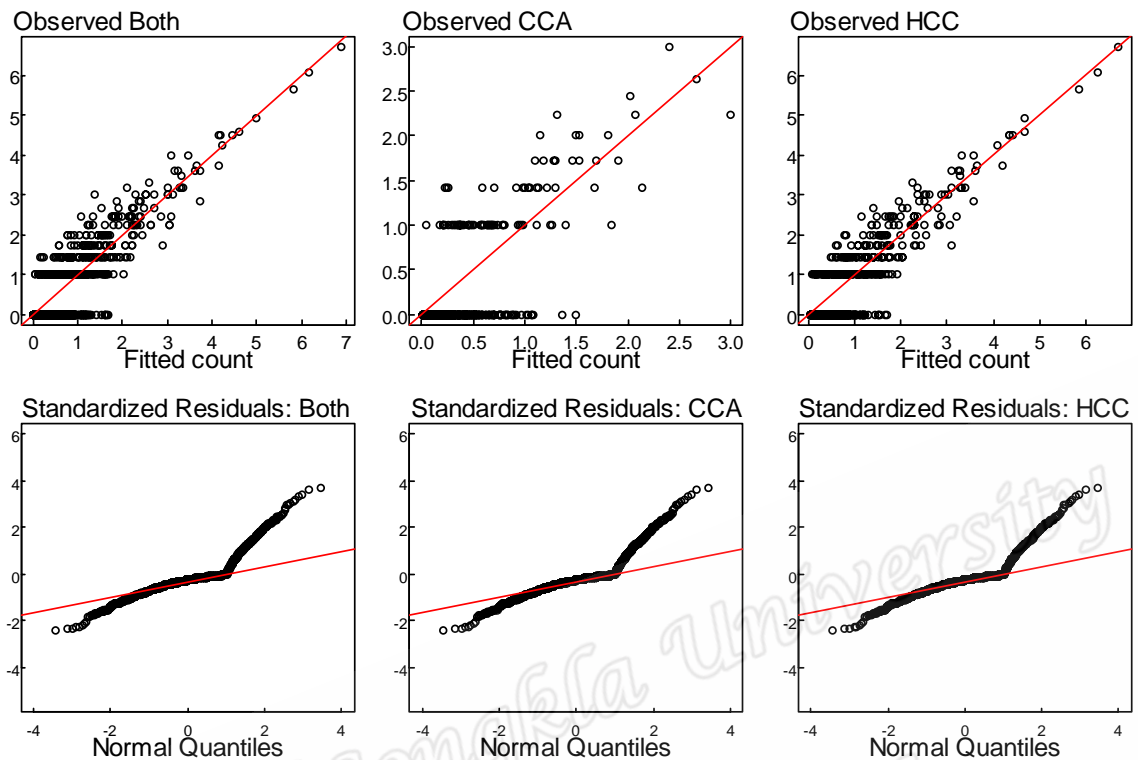 Observed Both
Observed CCA
Observed HCC
6
5
4
3
2
1
0
0 1 2 3 4 5 6 7
Fitted count
3.0
2.5
2.0
1.5
1.0
0.5
0.0
0.0 0.5 1.0 1.5 2.0 2.5 3.0
Fitted count
6
5
4
3
2
1
0
0 1 2 3 4 5 6
Fitted count
Standardized Residuals: Both
Standardized Residuals: CCA
Standardized Residuals: HCC
6
4
2
0
-2
-4
-4 -2 0 2 4
Normal Quantiles
6
4
2
0
-2
-4
-4 -2 0 2 4
Normal Quantiles
6
4
2
0
-2
-4
-4 -2 0 2 4
Normal Quantiles
Songkla University